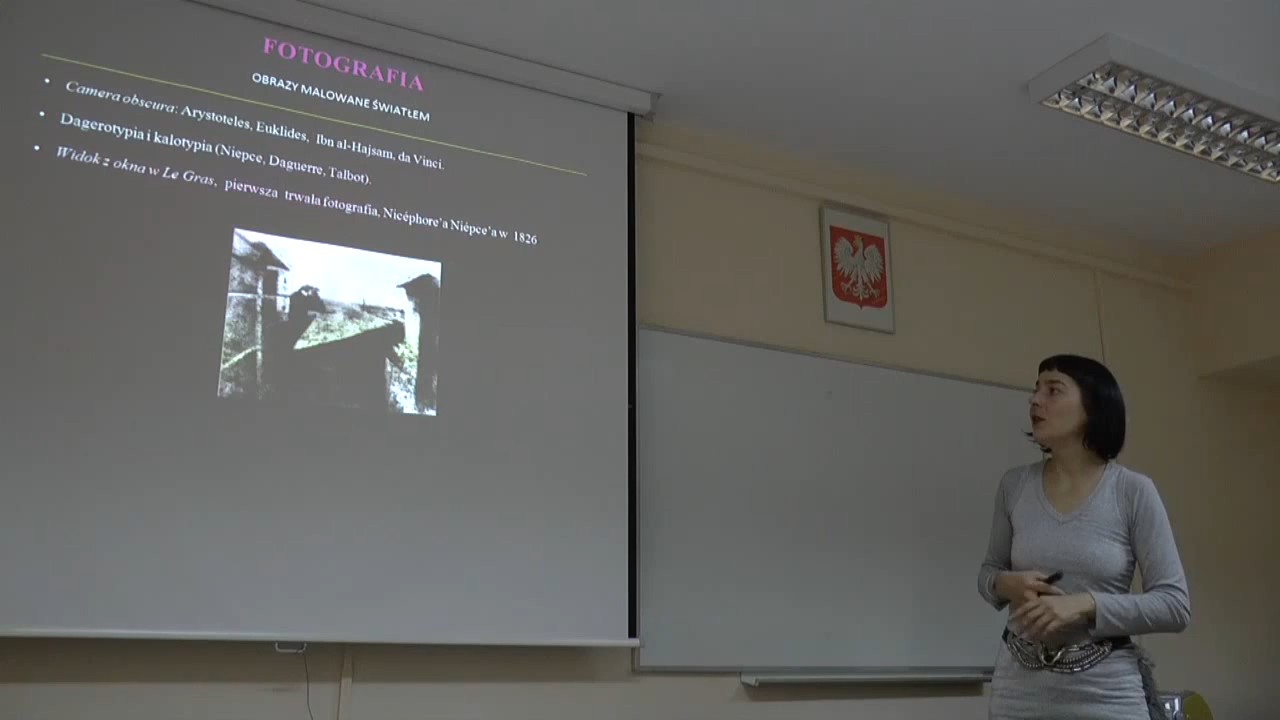 FOTOGRAFIA
OBRAZY MALOWANE ŚWIATŁEM
• Camera obscura: Arystoteles, Euklides, Ibn al-Hajsam, da Vinci.
• Dagerotypia i kalotypia (Niepce, Daguerre, Talbot).
• Widok z okna w Le Gras, pierwsza trwała fotografia, Nicéphore'a Niépce'a w 1826